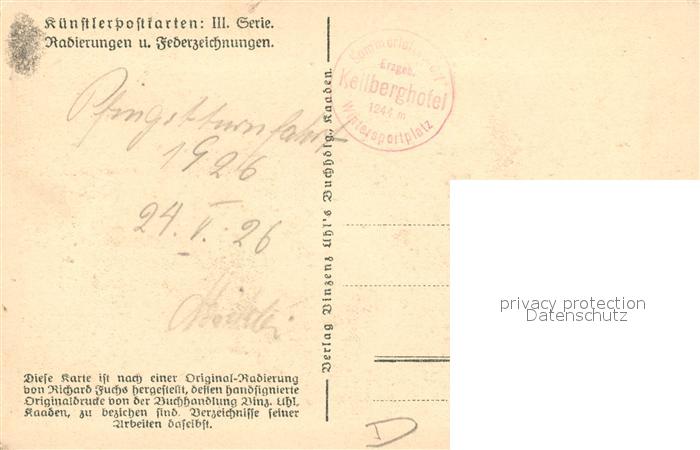 Künstlerpostkarten: III. Serie.
Radierungen u. Federzeichnungen.
Pfingstturnfahrt
1926
24. V. 26
Diese Karte ist nach einer Original-Radierung
von Richard Fuchs hergestellt, dessen handsignierte
Originaldrucke von der Buchhandlung Vinz. Uhl,
Kaaden, zu beziehen sind. Verzeichnisse seiner
Arbeiten daselbst.
Verlag Vinzenz Uhl's Buchhdlg. Kaaden.
Erzgeb.
Keilberghotel
1244 m
Wintersportplatz
D
privacy protection
Datenschutz